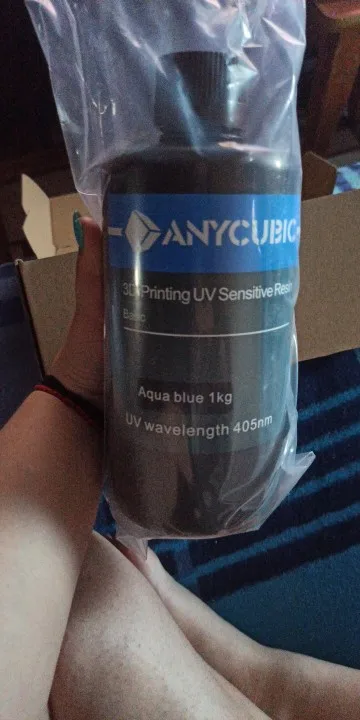 ANYCUBIC
3D Printing UV Sensitive Resin
Basic
Aqua blue 1kg
UV wavelength 405nm